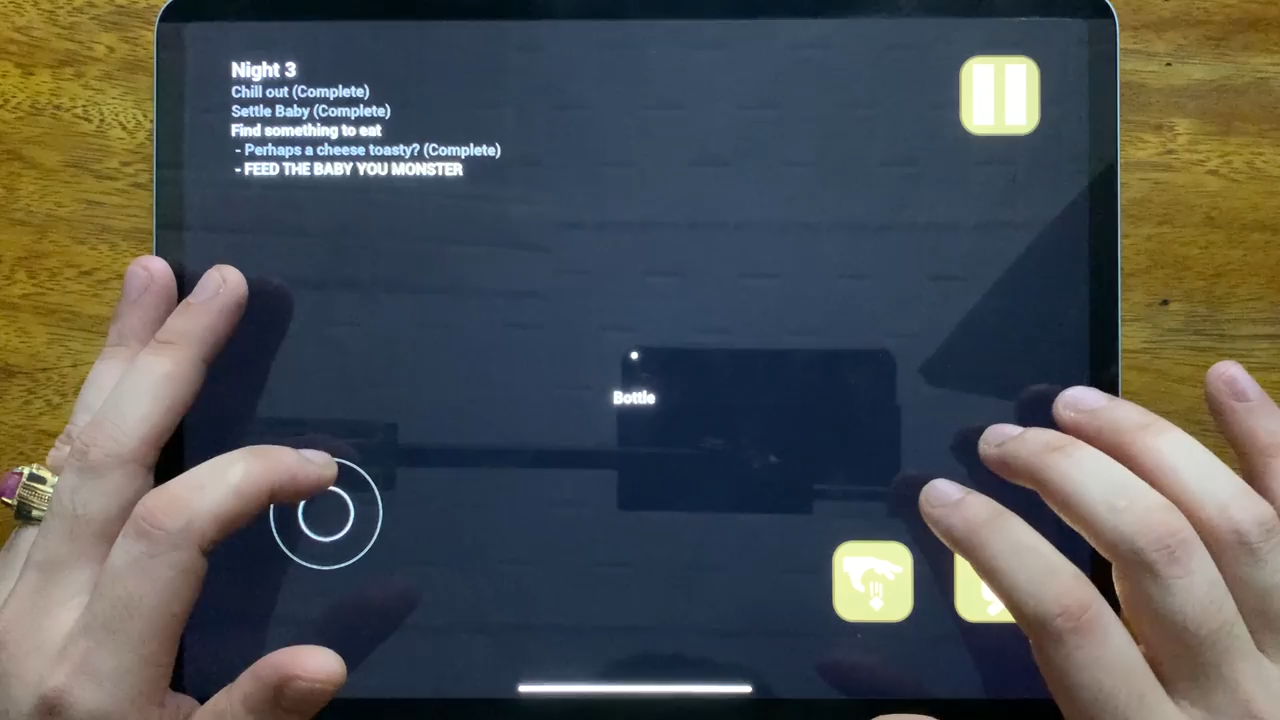 Night 3
Chill out (Complete)
Settle Baby (Complete)
Find something to eat
- Perhaps a cheese toasty? (Complete)
- FEED THE BABY YOU MONSTER
Bottle